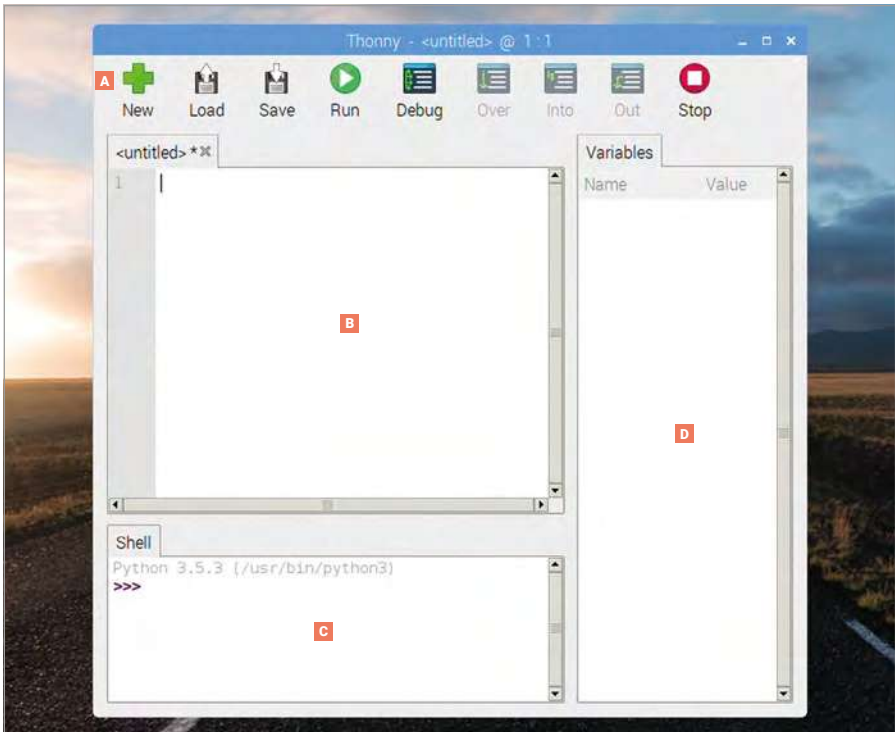 Thonny - <untitled> @ 1 : 1
A
New Load Save Run Debug Over Into Out Stop
<untitled> *
1
B
Variables
Name Value
D
Shell
Python 3.5.3 (/usr/bin/python3)
>>>
C